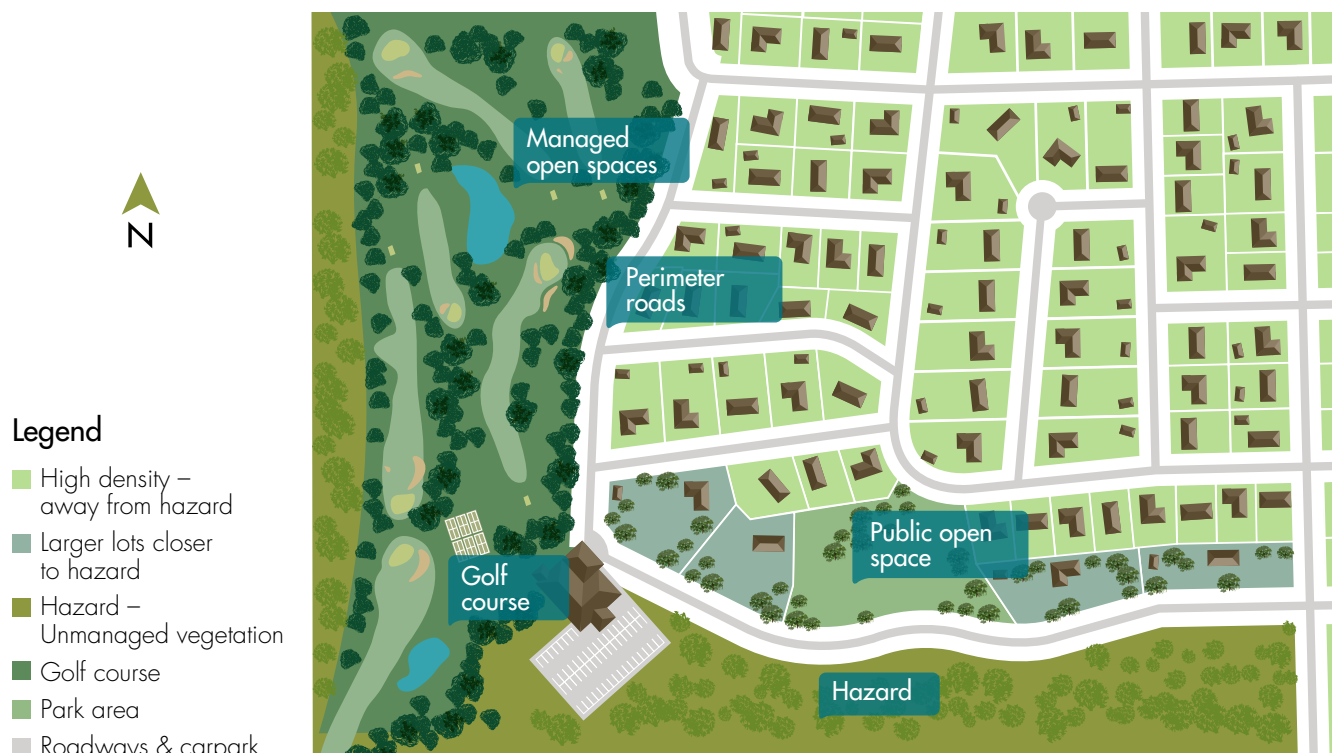 Managed
open spaces
N
Perimeter
roads
Legend
High density –
away from hazard
Larger lots closer
to hazard
Hazard –
Unmanaged vegetation
Golf course
Park area
Roadways & carpark
Public open
space
Golf
course
Hazard